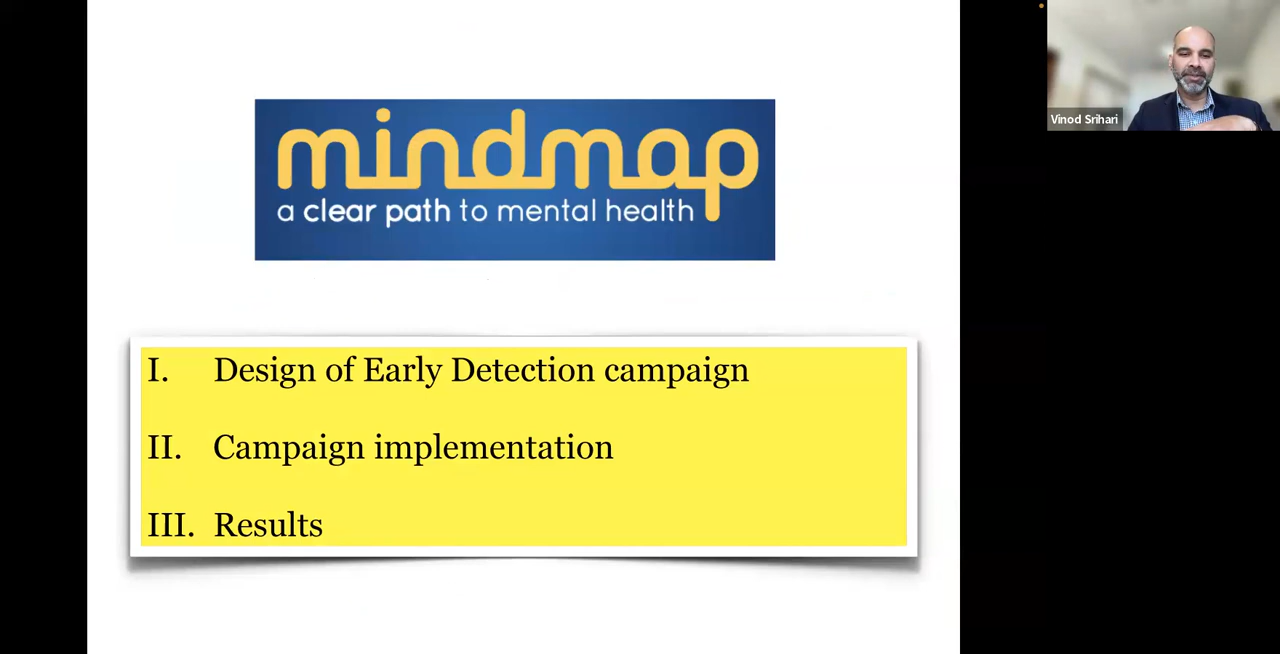 mindmap
a clear path to mental health
Vinod Srihari
I. Design of Early Detection campaign
II. Campaign implementation
III. Results